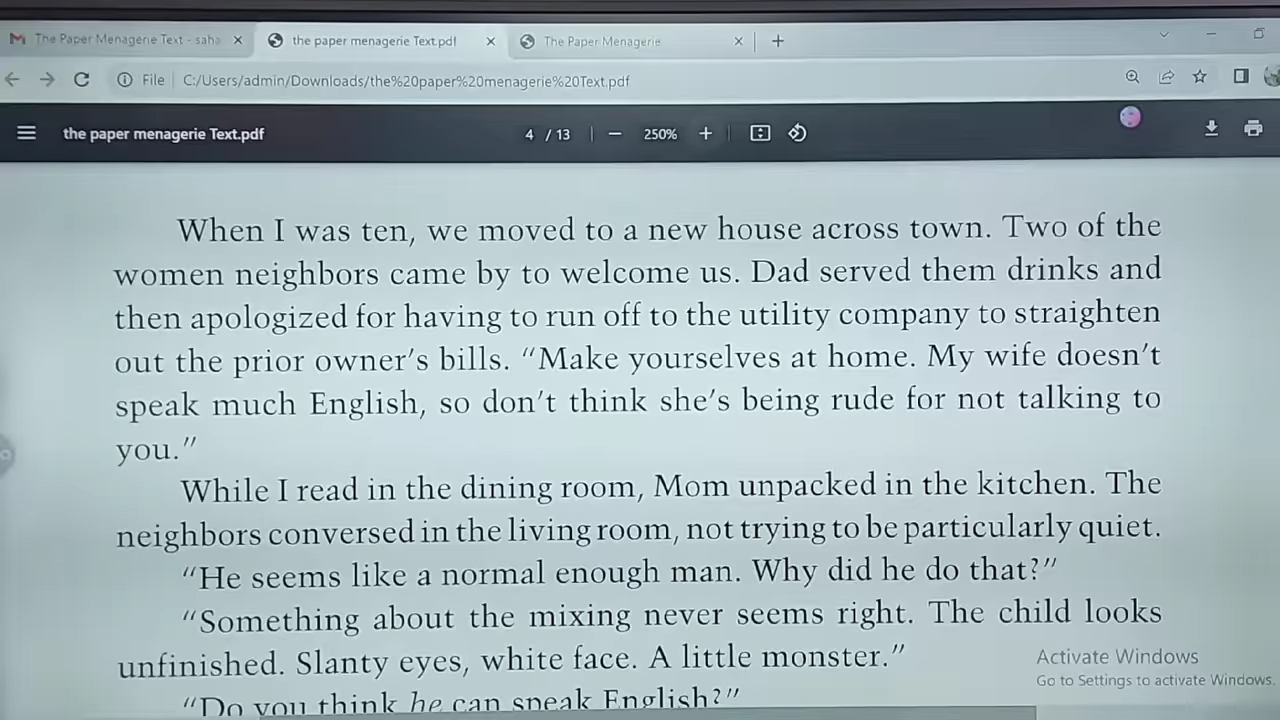 The Paper Menagerie Text - saha
the paper menagerie Text.pdf
The Paper Menagerie
File C:/Users/admin/Downloads/the%20paper%20menagerie%20Text.pdf
the paper menagerie Text.pdf 4 / 13 250%
When I was ten, we moved to a new house across town. Two of the
women neighbors came by to welcome us. Dad served them drinks and
then apologized for having to run off to the utility company to straighten
out the prior owner's bills. “Make yourselves at home. My wife doesn't
speak much English, so don't think she's being rude for not talking to
you.”
While I read in the dining room, Mom unpacked in the kitchen. The
neighbors conversed in the living room, not trying to be particularly quiet.
“He seems like a normal enough man. Why did he do that?”
“Something about the mixing never seems right. The child looks
unfinished. Slanty eyes, white face. A little monster.”
“Do you think he can speak English?”
Activate Windows
Go to Settings to activate Windows.